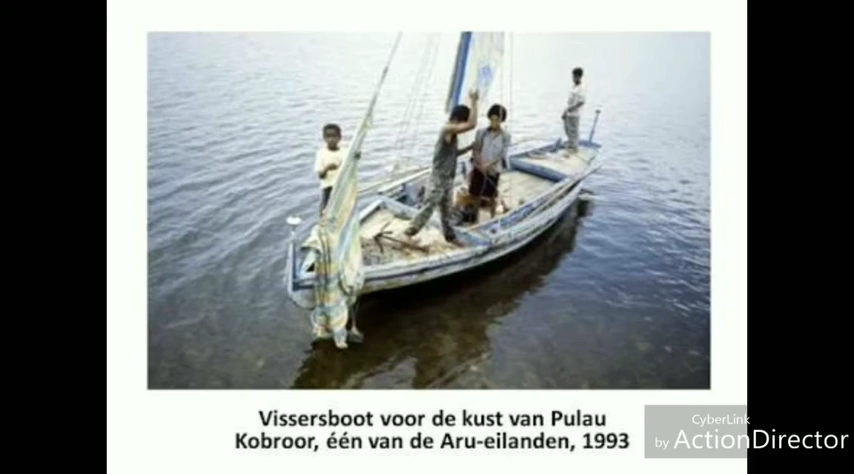 Vissersboot voor de kust van Pulau
Kobroor, één van de Aru-eilanden, 1993
CyberLink
by ActionDirector